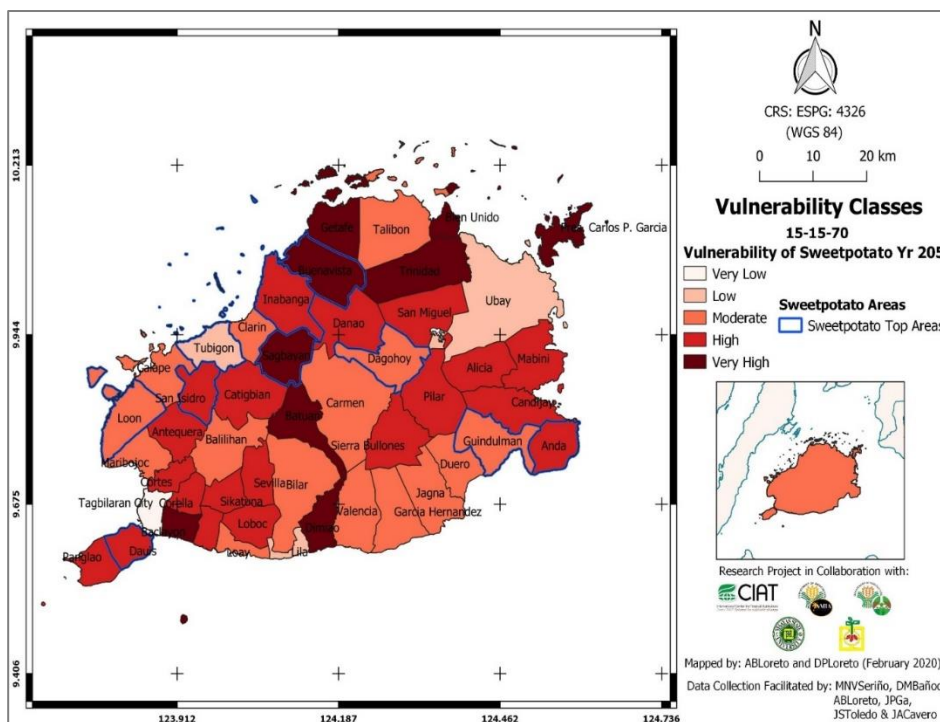 N
CRS: ESPG: 4326
(WGS 84)
0 10 20 km
Vulnerability Classes
15-15-70
Vulnerability of Sweetpotato Yr 205
Very Low
Low
Moderate
High
Very High
Sweetpotato Areas
Sweetpotato Top Areas
10.213
9.944
9.675
9.406
123.912
124.187
124.462
124.736
Getafe
Talibon
Bien Unido
Carlos P. Garcia
Buenavista
Trinidad
Inabanga
Ubay
Danao
San Miguel
Clarin
Tubigon
Sagbayan
Dagohoy
Calape
Alicia
Mabini
San Isidro
Catigbian
Carmen
Pilar
Candijay
Loon
Batuan
Antequera
Balilihan
Sierra Bullones
Guindulman
Anda
Maribojoc
Duero
Cortes
Sevilla
Bilar
Jagna
Tagbilaran City
Corella
Sikatuna
Valencia
Garcia Hernandez
Loboc
Dimiao
Baclayon
Loay
Lila
Panglao
Dauis
Research Project in Collaboration with:
CIAT
Mapped by: ABLoreto and DPLoreto (February 2020)
Data Collection Facilitated by: MNVSeriño, DMBañoc
ABLoreto, JPGa,
JSToledo & JACavero